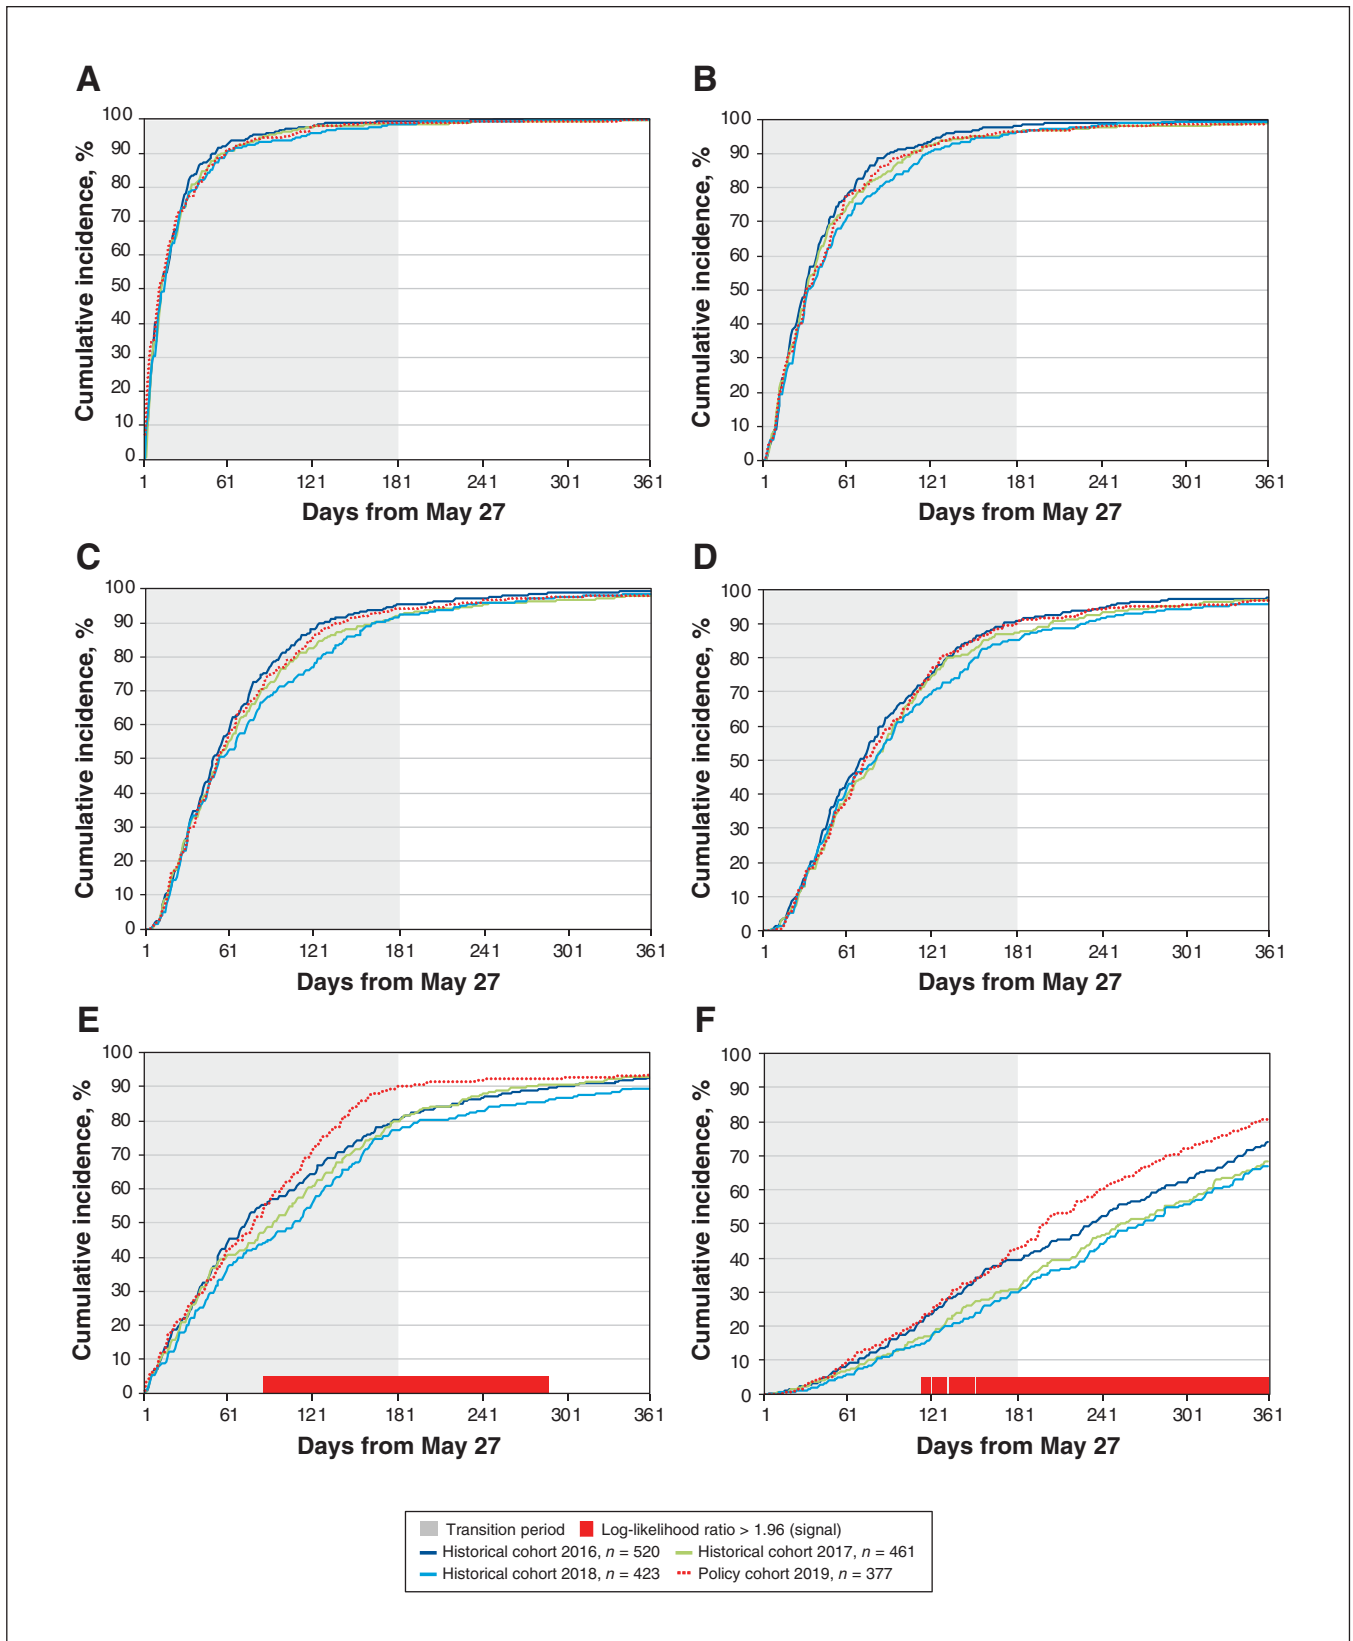 A
B
100
90
80
70
60
50
40
30
20
10
0
Cumulative incidence, %
1 61 121 181 241 301 361
Days from May 27
100
90
80
70
60
50
40
30
20
10
0
Cumulative incidence, %
1 61 121 181 241 301 361
Days from May 27
C
D
100
90
80
70
60
50
40
30
20
10
0
Cumulative incidence, %
1 61 121 181 241 301 361
Days from May 27
100
90
80
70
60
50
40
30
20
10
0
Cumulative incidence, %
1 61 121 181 241 301 361
Days from May 27
E
F
100
90
80
70
60
50
40
30
20
10
0
Cumulative incidence, %
1 61 121 181 241 301 361
Days from May 27
100
90
80
70
60
50
40
30
20
10
0
Cumulative incidence, %
1 61 121 181 241 301 361
Days from May 27
Transition period Log-likelihood ratio > 1.96 (signal)
Historical cohort 2016, n = 520 Historical cohort 2017, n = 461
Historical cohort 2018, n = 423 Policy cohort 2019, n = 377